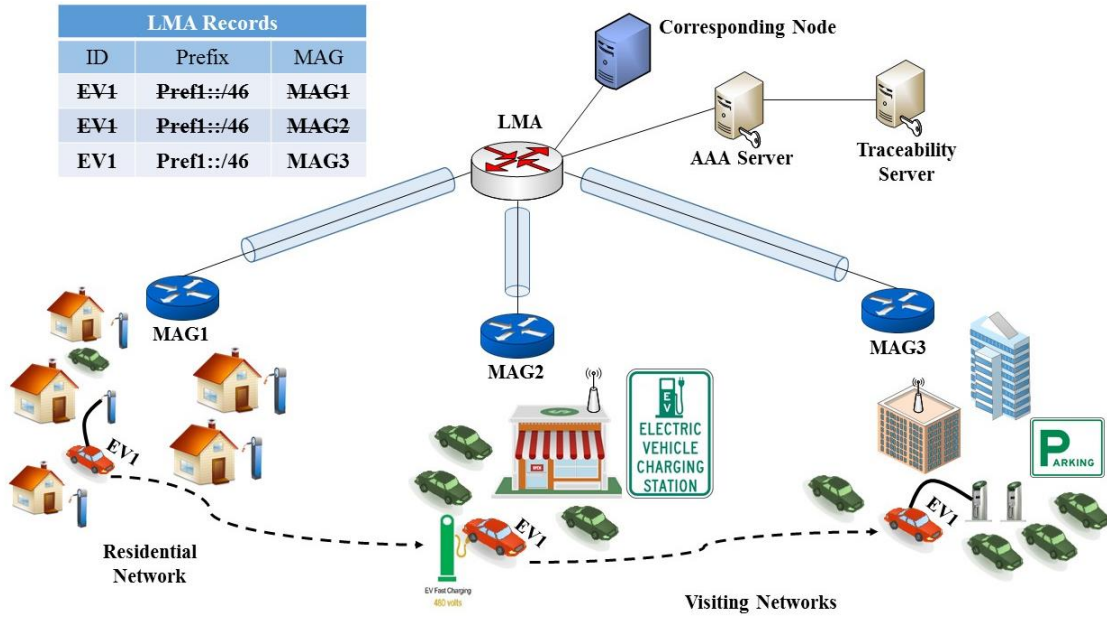 LMA Records
ID Prefix MAG
EV1 Pref1::/46 MAG1
EV1 Pref1::/46 MAG2
EV1 Pref1::/46 MAG3
Corresponding Node
LMA
AAA Server
Traceability
Server
MAG1
MAG2
MAG3
EV1
OPEN
EV
ELECTRIC
VEHICLE
CHARGING
STATION
PARKING
EV1
EV1
Residential
Network
EV Fast Charging
480 volts
Visiting Networks